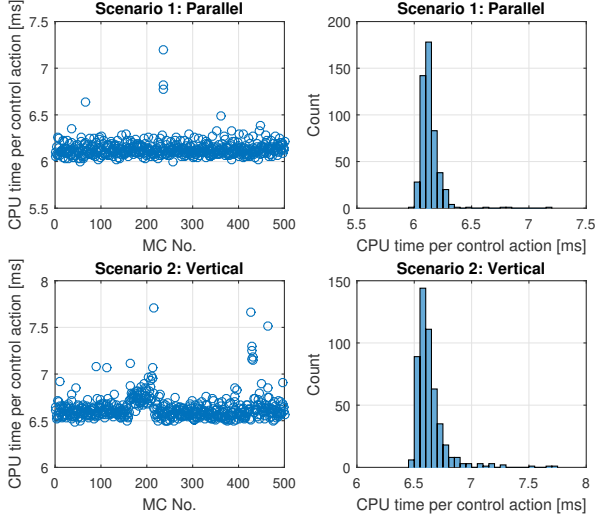 Scenario 1: Parallel
CPU time per control action [ms]
7.5
7
6.5
6
5.5
0 100 200 300 400 500
MC No.
Scenario 1: Parallel
Count
200
150
100
50
0
5.5 6 6.5 7 7.5
CPU time per control action [ms]
Scenario 2: Vertical
CPU time per control action [ms]
8
7.5
7
6.5
6
0 100 200 300 400 500
MC No.
Scenario 2: Vertical
Count
150
100
50
0
6 6.5 7 7.5 8
CPU time per control action [ms]